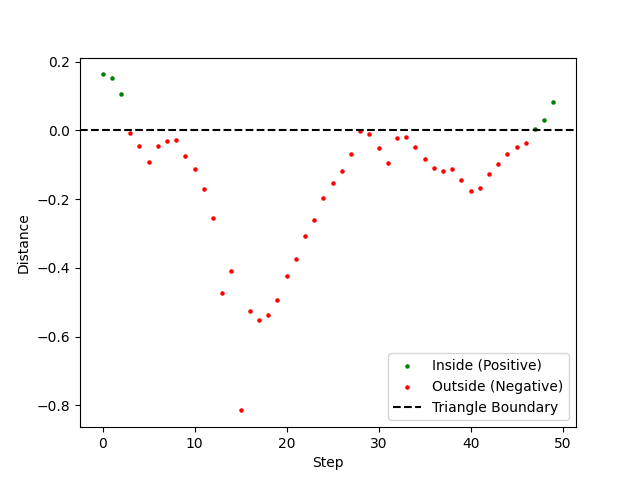 0.2
0.0
−0.2
−0.4
−0.6
−0.8
Distance
0 10 20 30 40 50
Step
Inside (Positive)
Outside (Negative)
Triangle Boundary